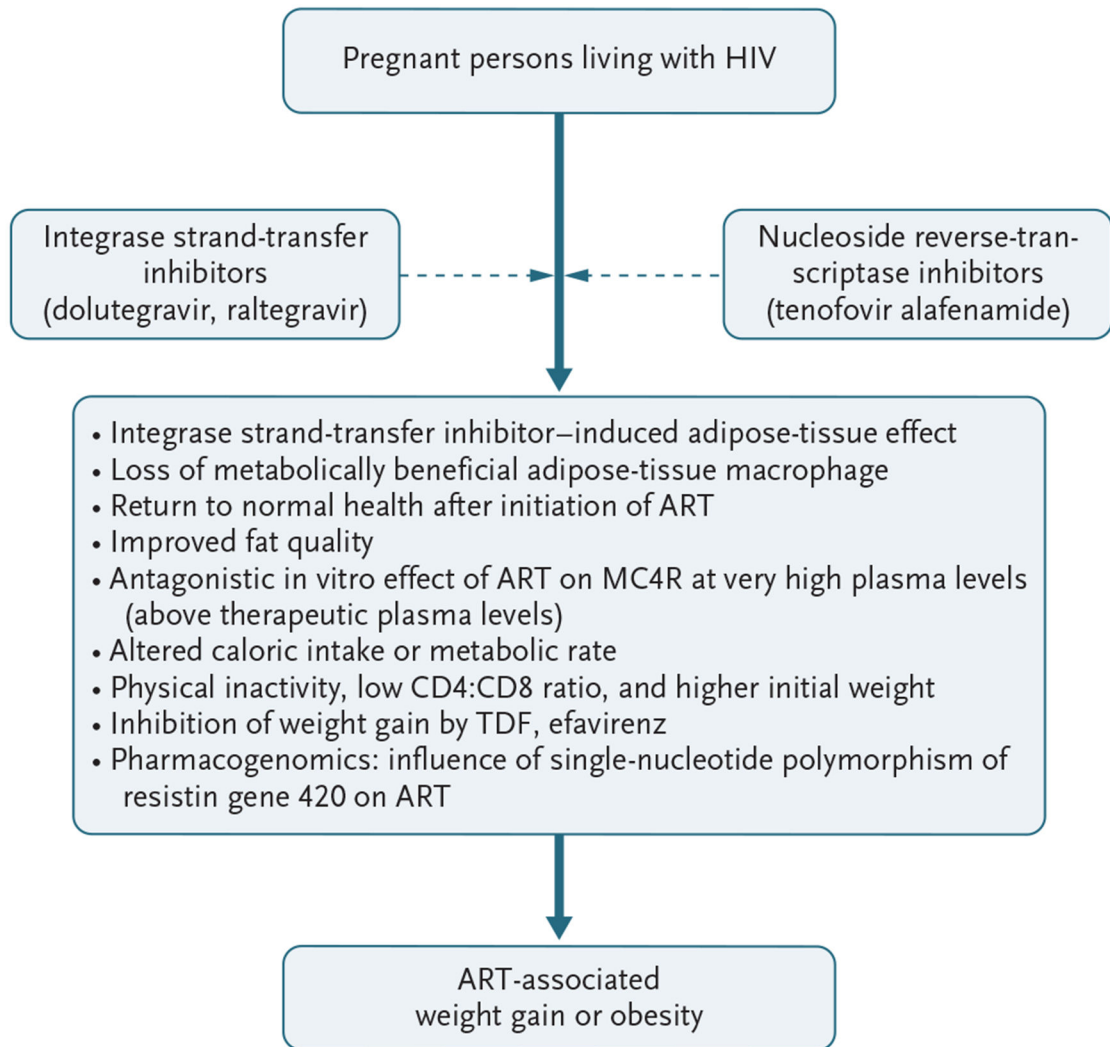 Pregnant persons living with HIV
Integrase strand-transfer
inhibitors
(dolutegravir, raltegravir)
Nucleoside reverse-tran-
scriptase inhibitors
(tenofovir alafenamide)
• Integrase strand-transfer inhibitor–induced adipose-tissue effect
• Loss of metabolically beneficial adipose-tissue macrophage
• Return to normal health after initiation of ART
• Improved fat quality
• Antagonistic in vitro effect of ART on MC4R at very high plasma levels
(above therapeutic plasma levels)
• Altered caloric intake or metabolic rate
• Physical inactivity, low CD4:CD8 ratio, and higher initial weight
• Inhibition of weight gain by TDF, efavirenz
• Pharmacogenomics: influence of single-nucleotide polymorphism of
resistin gene 420 on ART
ART-associated
weight gain or obesity